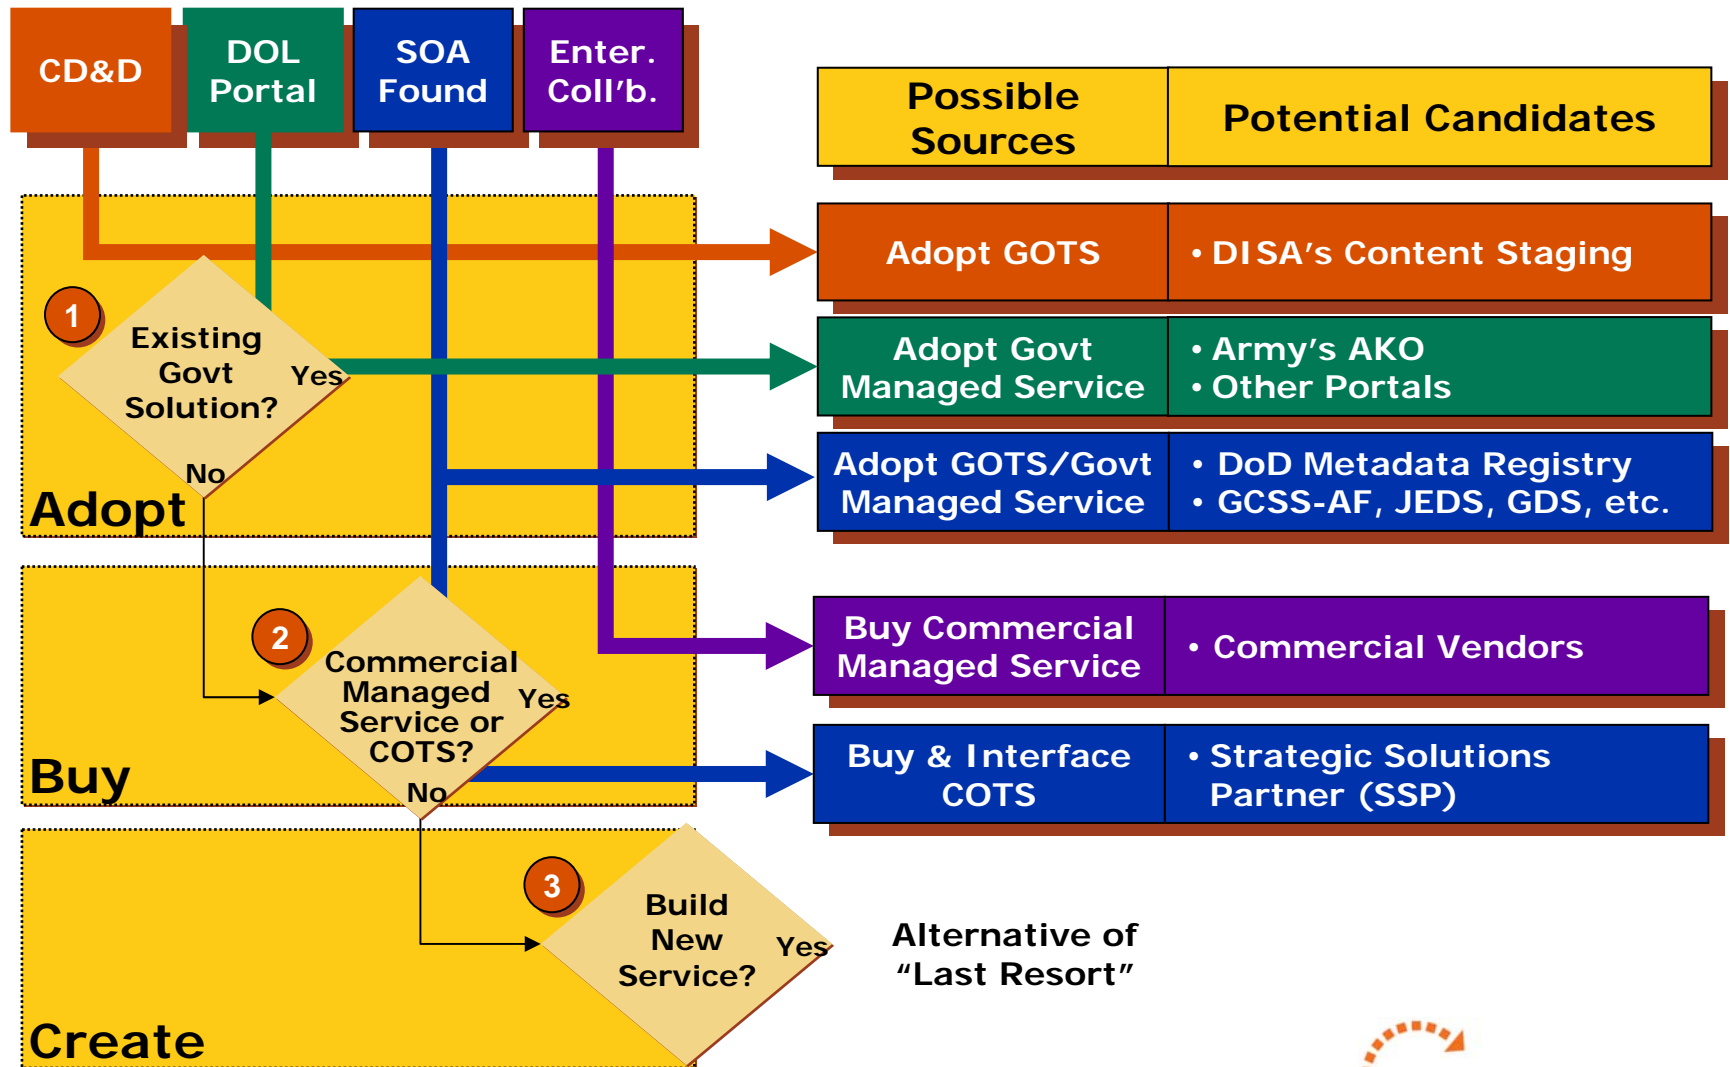 CD&D
DOL
Portal
SOA
Found
Enter.
Coll'b.
Possible
Sources
Potential Candidates
Adopt GOTS
• DISA's Content Staging
1
Existing
Govt
Solution?
Yes
No
Adopt
Adopt Govt
Managed Service
• Army's AKO
• Other Portals
Adopt GOTS/Govt
Managed Service
• DoD Metadata Registry
• GCSS-AF, JEDS, GDS, etc.
2
Commercial
Managed
Service or
COTS?
Yes
No
Buy
Buy Commercial
Managed Service
• Commercial Vendors
Buy & Interface
COTS
• Strategic Solutions
Partner (SSP)
3
Build
New
Service?
Yes
Create
Alternative of
“Last Resort”